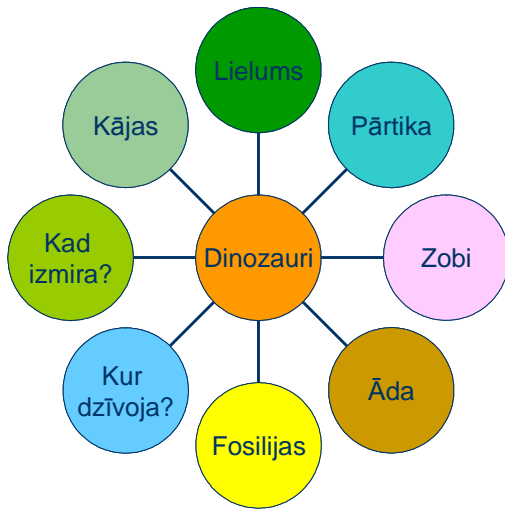 Lielums
Kājas
Pārtika
Kad
izmira?
Dinozauri
Zobi
Kur
dzīvoja?
Āda
Fosilijas